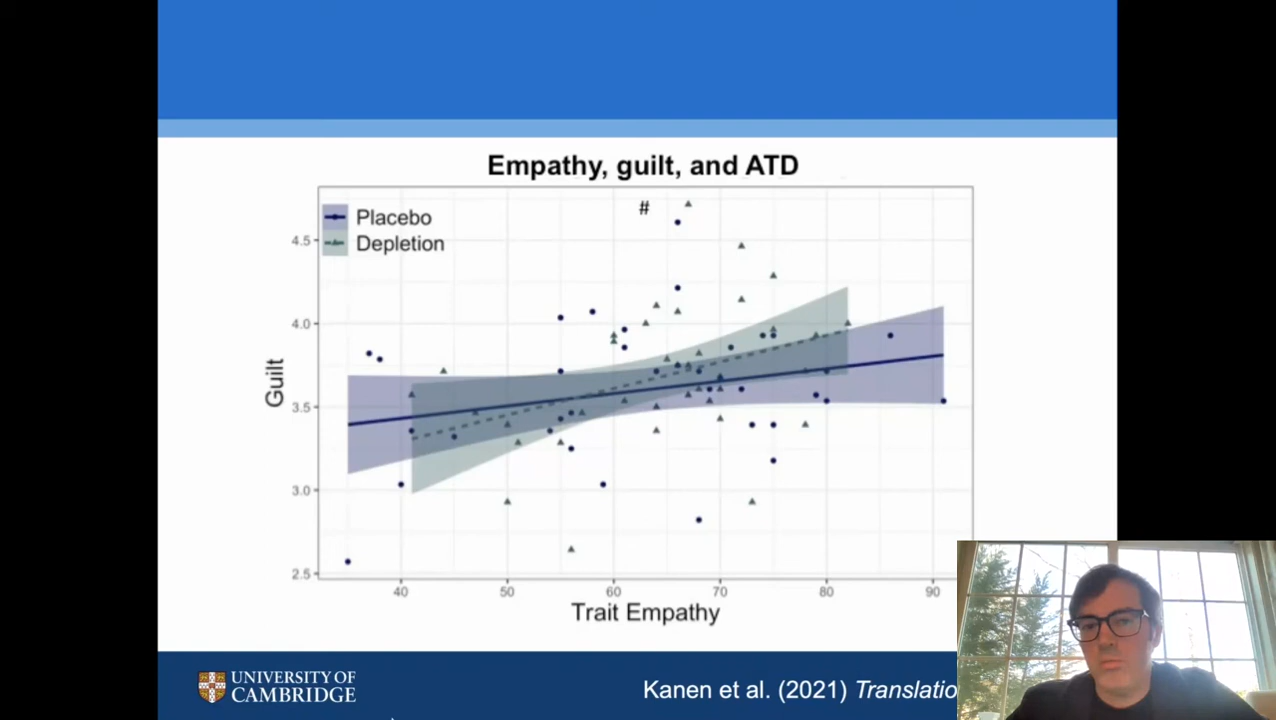 Empathy, guilt, and ATD
#
Placebo
Depletion
4.5
4.0
3.5
3.0
2.5
Guilt
40 50 60 70 80 90
Trait Empathy
UNIVERSITY OF
CAMBRIDGE
Kanen et al. (2021) Translatio